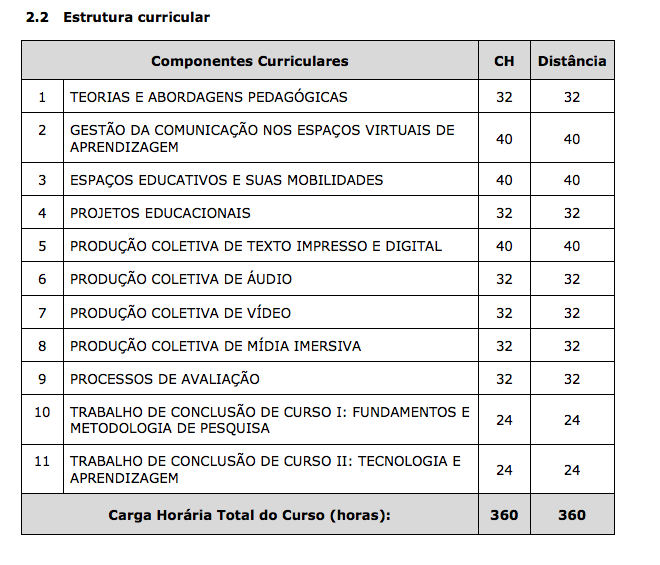 2.2 Estrutura curricular
Componentes Curriculares CH Distância
1 TEORIAS E ABORDAGENS PEDAGÓGICAS 32 32
2 GESTÃO DA COMUNICAÇÃO NOS ESPAÇOS VIRTUAIS DE
APRENDIZAGEM 40 40
3 ESPAÇOS EDUCATIVOS E SUAS MOBILIDADES 40 40
4 PROJETOS EDUCACIONAIS 32 32
5 PRODUÇÃO COLETIVA DE TEXTO IMPRESSO E DIGITAL 40 40
6 PRODUÇÃO COLETIVA DE ÁUDIO 32 32
7 PRODUÇÃO COLETIVA DE VÍDEO 32 32
8 PRODUÇÃO COLETIVA DE MÍDIA IMERSIVA 32 32
9 PROCESSOS DE AVALIAÇÃO 32 32
10 TRABALHO DE CONCLUSÃO DE CURSO I: FUNDAMENTOS E
METODOLOGIA DE PESQUISA 24 24
11 TRABALHO DE CONCLUSÃO DE CURSO II: TECNOLOGIA E
APRENDIZAGEM 24 24
Carga Horária Total do Curso (horas): 360 360